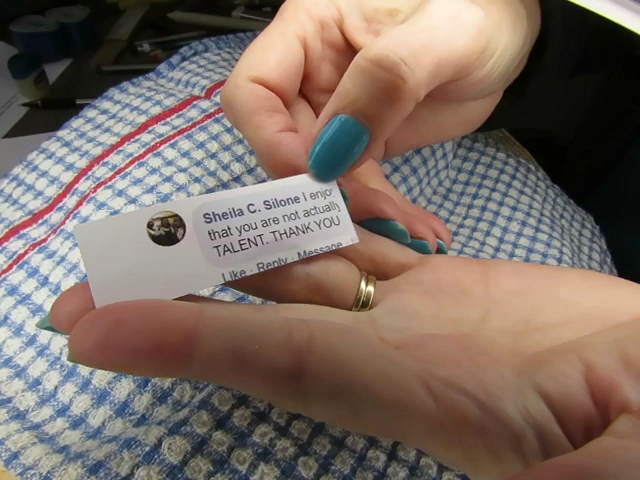 Sheila C. Silone I enjo
that you are not actually
TALENT. THANK YOU
Like · Reply · Message ·